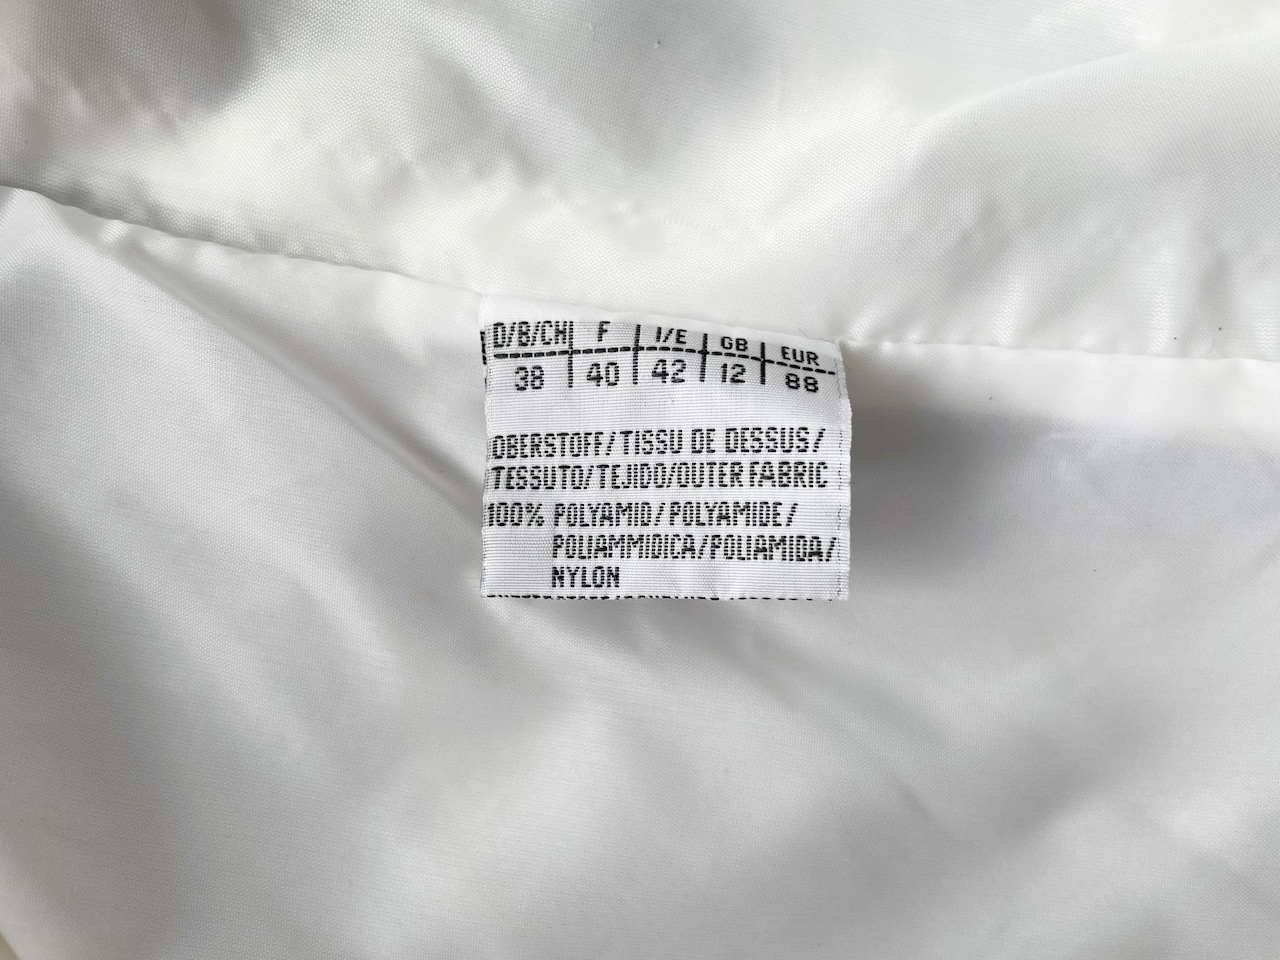 D/B/CH F I/E GB EUR
38 40 42 12 88
OBERSTOFF/TISSU DE DESSUS/
TESSUTO/TEJIDO/OUTER FABRIC
100% POLYAMID/POLYAMIDE/
POLIAMMIDICA/POLIAMIDA/
NYLON